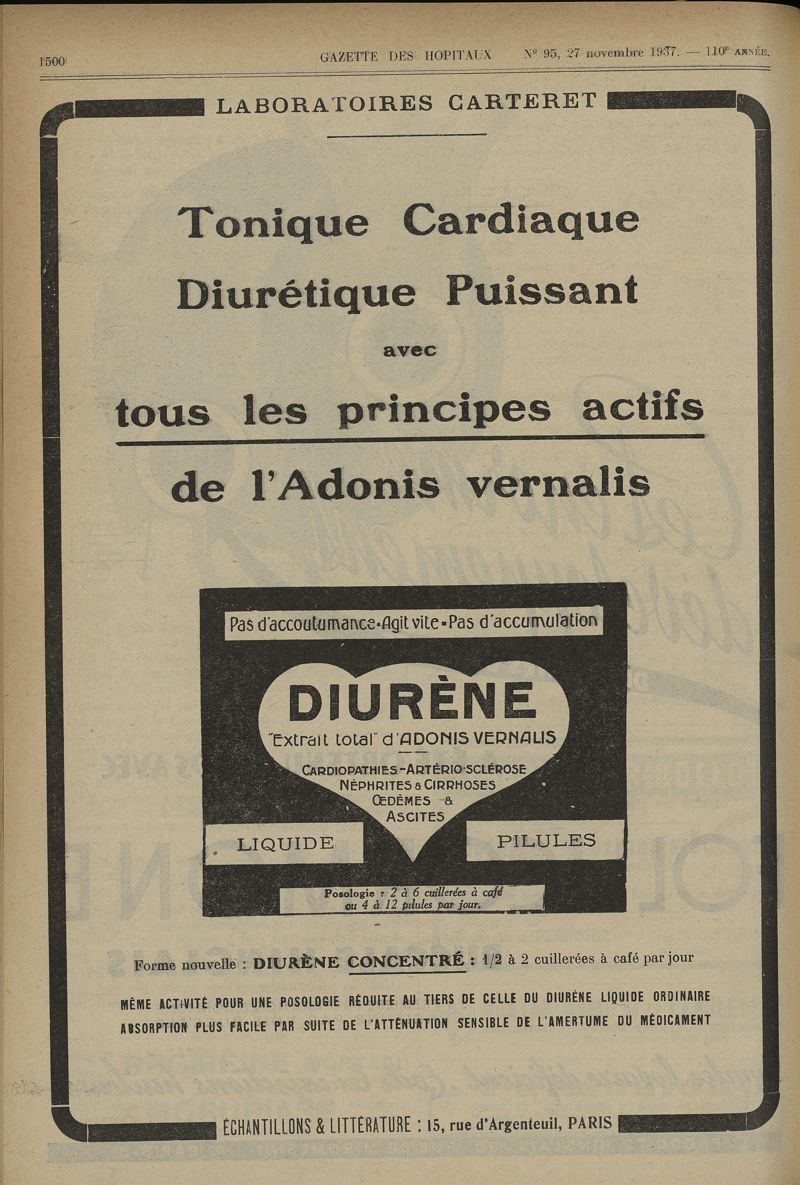 1500 GAZETTE DES HOPITAUX N° 95, 27 novembre 1937. — 110e ANNÉE.
LABORATOIRES CARTERET
Tonique Cardiaque
Diurétique Puissant
avec
tous les principes actifs
de l'Adonis vernalis
Pas d'accoutumance•Agit vite•Pas d'accumulation
DIURÈNE
"Extrait total" d'ADONIS VERNALIS
CARDIOPATHIES-ARTÉRIO-SCLÉROSE
NÉPHRITES & CIRRHOSES
ŒDÈMES &
ASCITES
LIQUIDE PILULES
Posologie : 2 à 6 cuillerées à café
ou 4 à 12 pilules par jour.
Forme nouvelle : DIURÈNE CONCENTRÉ : 1/2 à 2 cuillerées à café par jour
MÊME ACTIVITÉ POUR UNE POSOLOGIE RÉDUITE AU TIERS DE CELLE DU DIURÈNE LIQUIDE ORDINAIRE
ABSORPTION PLUS FACILE PAR SUITE DE L'ATTÉNUATION SENSIBLE DE L'AMERTUME DU MÉDICAMENT
ÉCHANTILLONS & LITTÉRATURE : 15, rue d'Argenteuil, PARIS